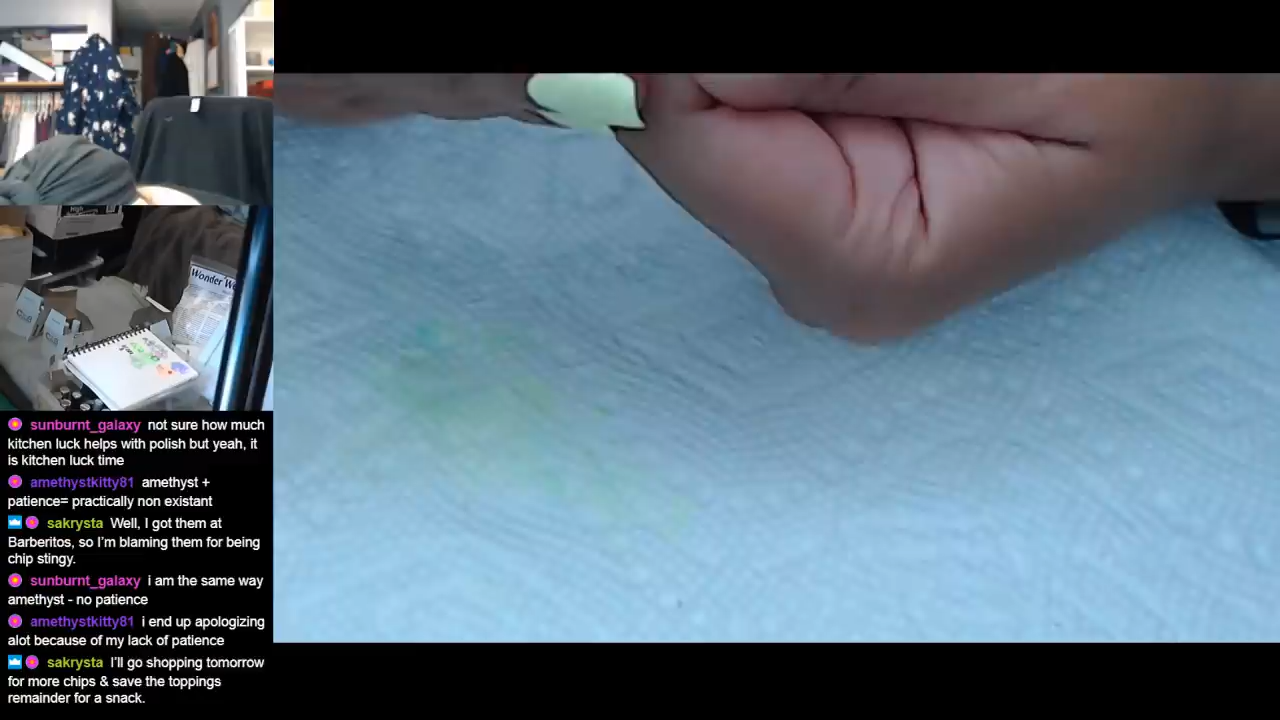 Wonder We
sunburnt_galaxy not sure how much
kitchen luck helps with polish but yeah, it
is kitchen luck time
amethystkitty81 amethyst +
patience= practically non existant
sakrysta Well, I got them at
Barberitos, so I'm blaming them for being
chip stingy.
sunburnt_galaxy i am the same way
amethyst - no patience
amethystkitty81 i end up apologizing
alot because of my lack of patience
sakrysta I'll go shopping tomorrow
for more chips & save the toppings
remainder for a snack.